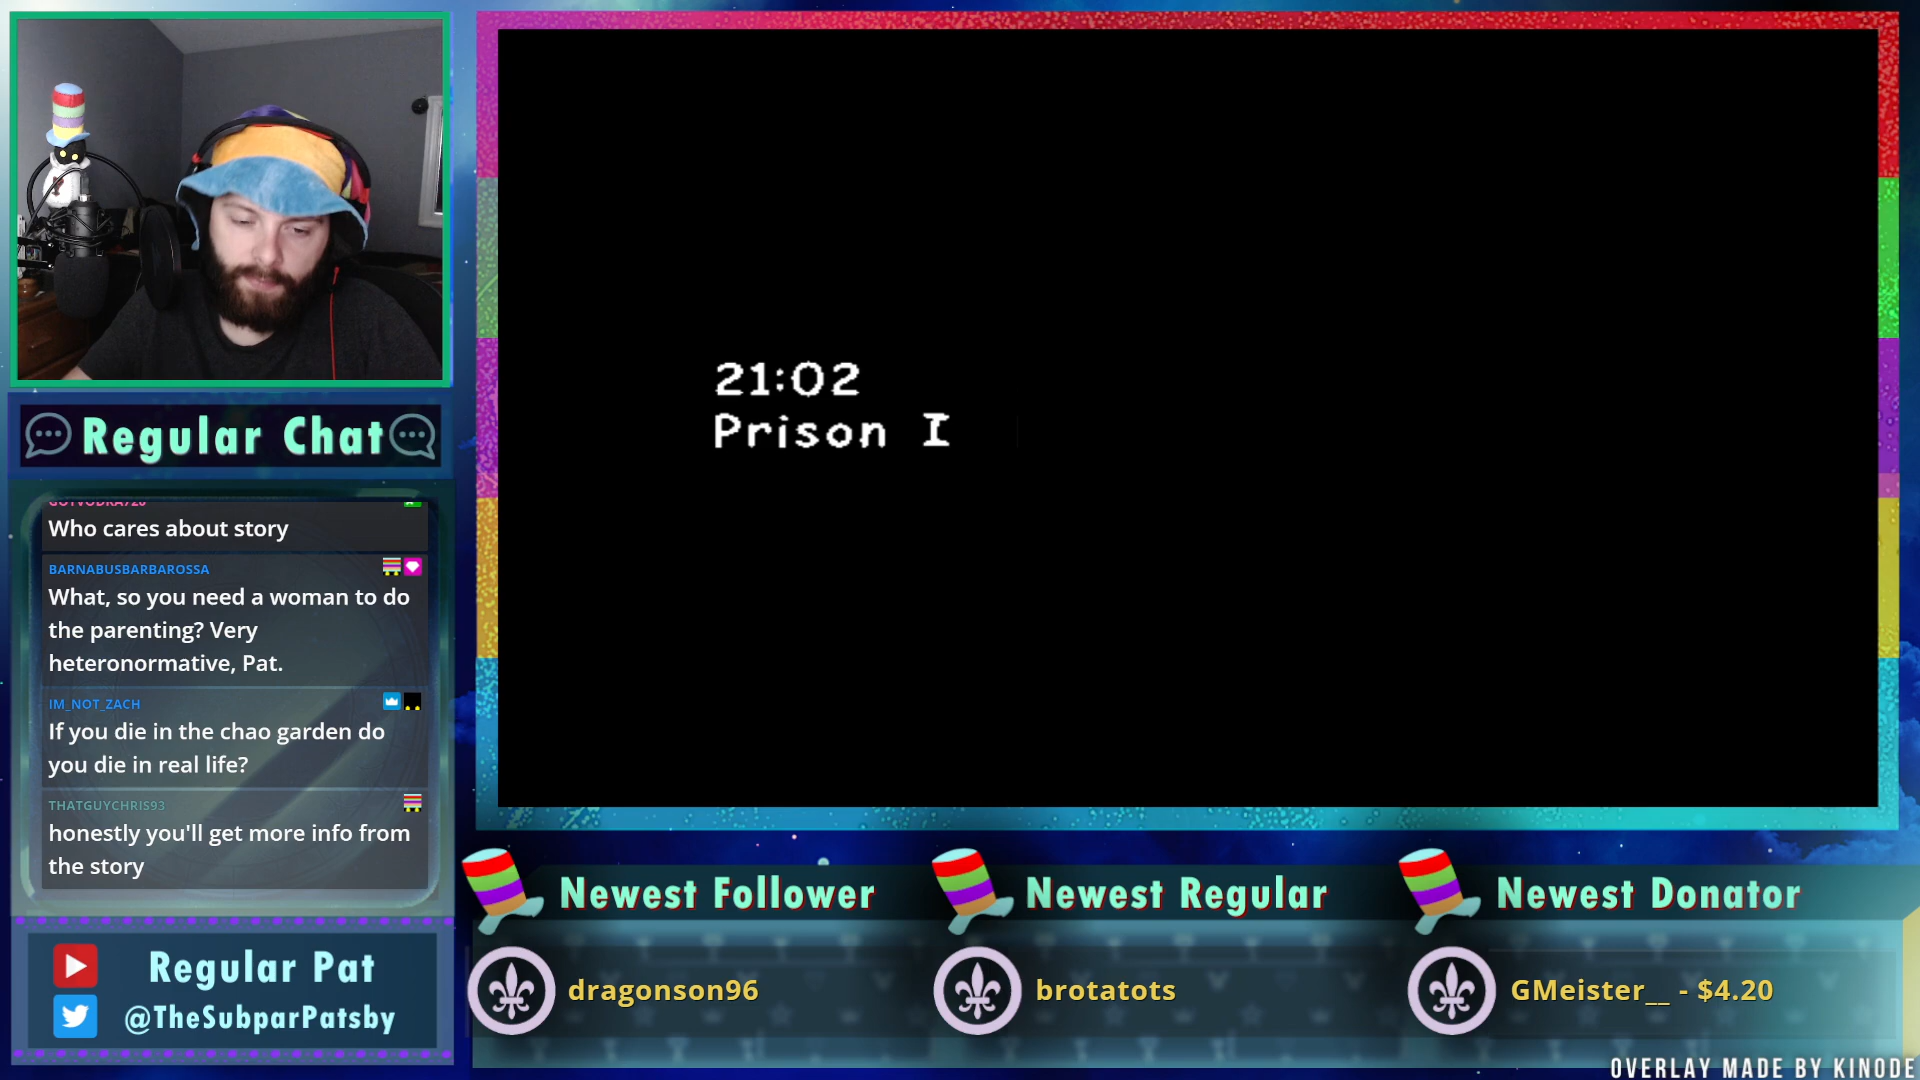 21:02
Prison I
Regular Chat
GOTVODKA720
Who cares about story
BARNABUSBARBAROSSA
What, so you need a woman to do
the parenting? Very
heteronormative, Pat.
IM_NOT_ZACH
If you die in the chao garden do
you die in real life?
THATGUYCHRIS93
honestly you'll get more info from
the story
Regular Pat
@TheSubparPatsby
Newest Follower
dragonson96
Newest Regular
brotatots
Newest Donator
GMeister__ - $4.20
OVERLAY MADE BY KINODE